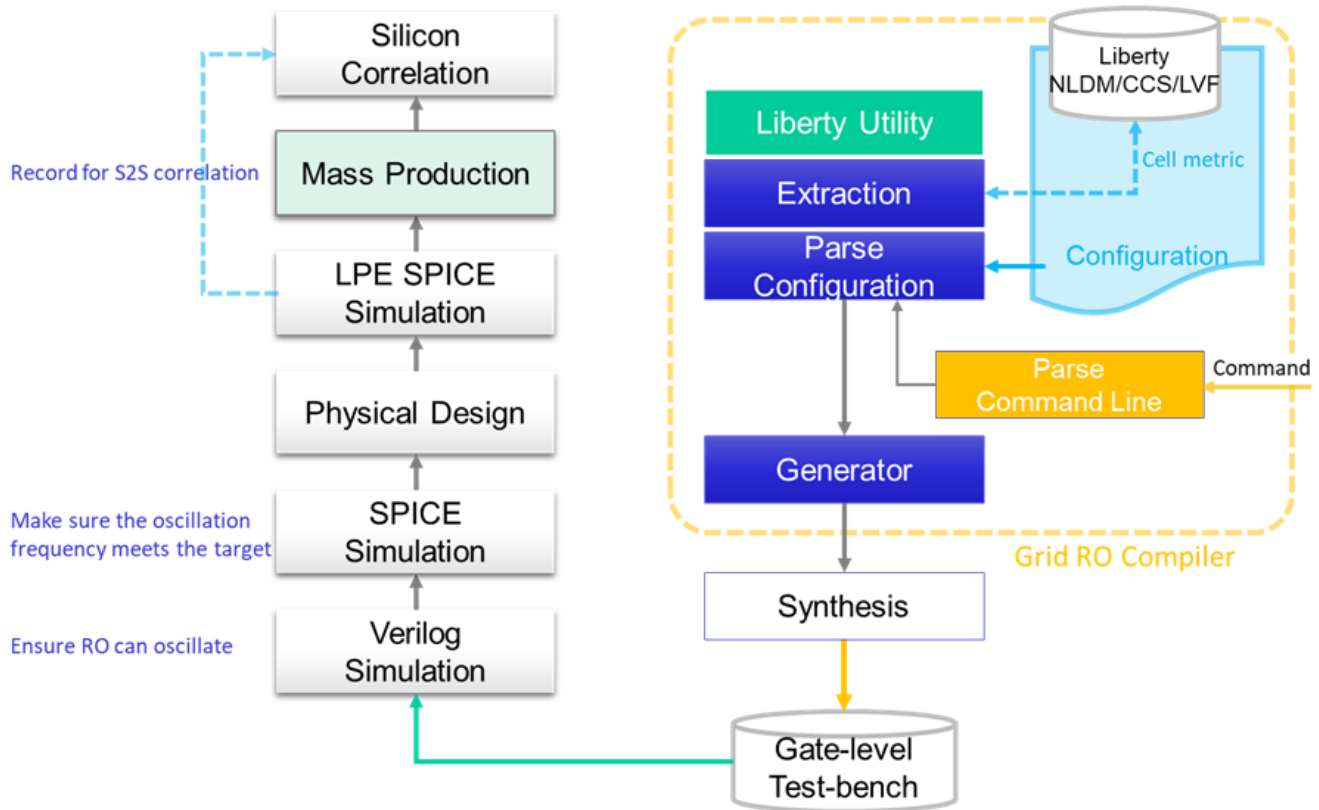 Silicon
Correlation
Record for S2S correlation
Mass Production
LPE SPICE
Simulation
Physical Design
Make sure the oscillation
frequency meets the target
SPICE
Simulation
Ensure RO can oscillate
Verilog
Simulation
Liberty
NLDM/CCS/LVF
Liberty Utility
Cell metric
Extraction
Parse
Configuration
Configuration
Parse
Command Line
Command
Generator
Grid RO Compiler
Synthesis
Gate-level
Test-bench